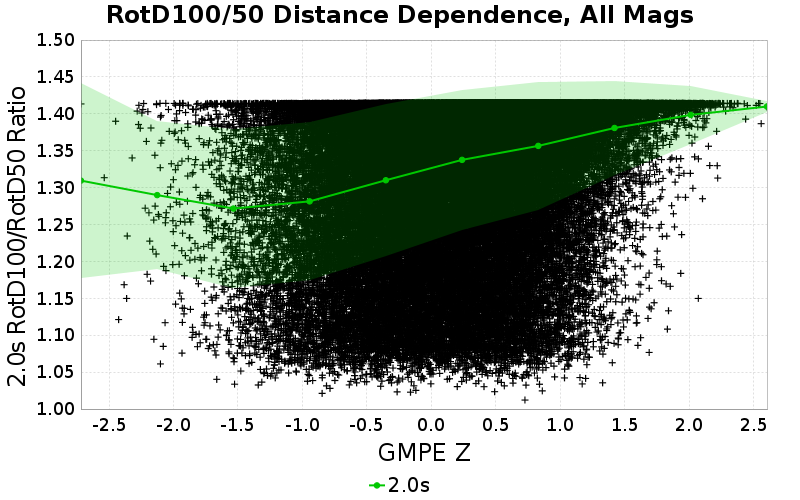 RotD100/50 Distance Dependence, All Mags
1.50
1.45
1.40
1.35
1.30
1.25
1.20
1.15
1.10
1.05
1.00
2.0s RotD100/RotD50 Ratio
-2.5 -2.0 -1.5 -1.0 -0.5 0.0 0.5 1.0 1.5 2.0 2.5
GMPE Z
2.0s